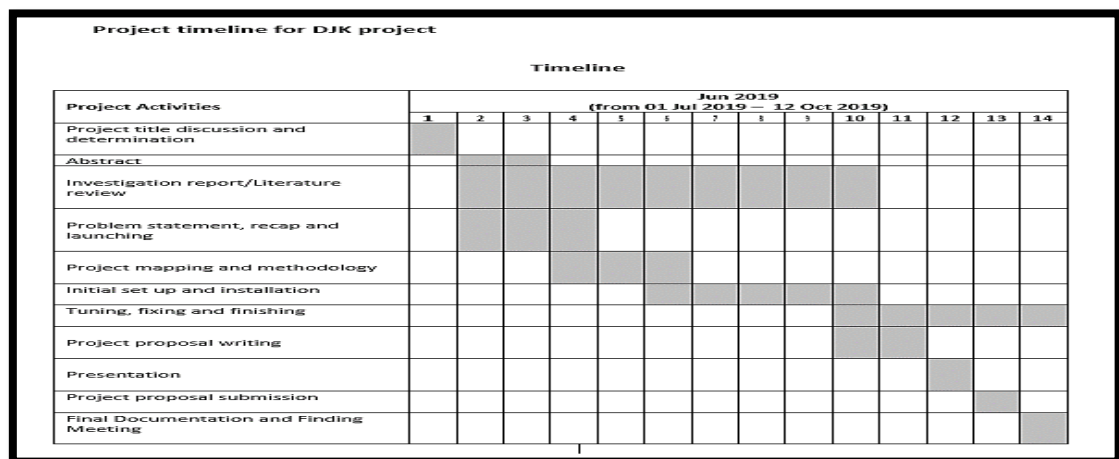 Project timeline for DJK project
Timeline
Project Activities
Jun 2019
(from 01 Jul 2019 – 12 Oct 2019)
1 2 3 4 5 6 7 8 9 10 11 12 13 14
Project title discussion and
determination
Abstract
Investigation report/Literature
review
Problem statement, recap and
launching
Project mapping and methodology
Initial set up and installation
Tuning, fixing and finishing
Project proposal writing
Presentation
Project proposal submission
Final Documentation and Finding
Meeting